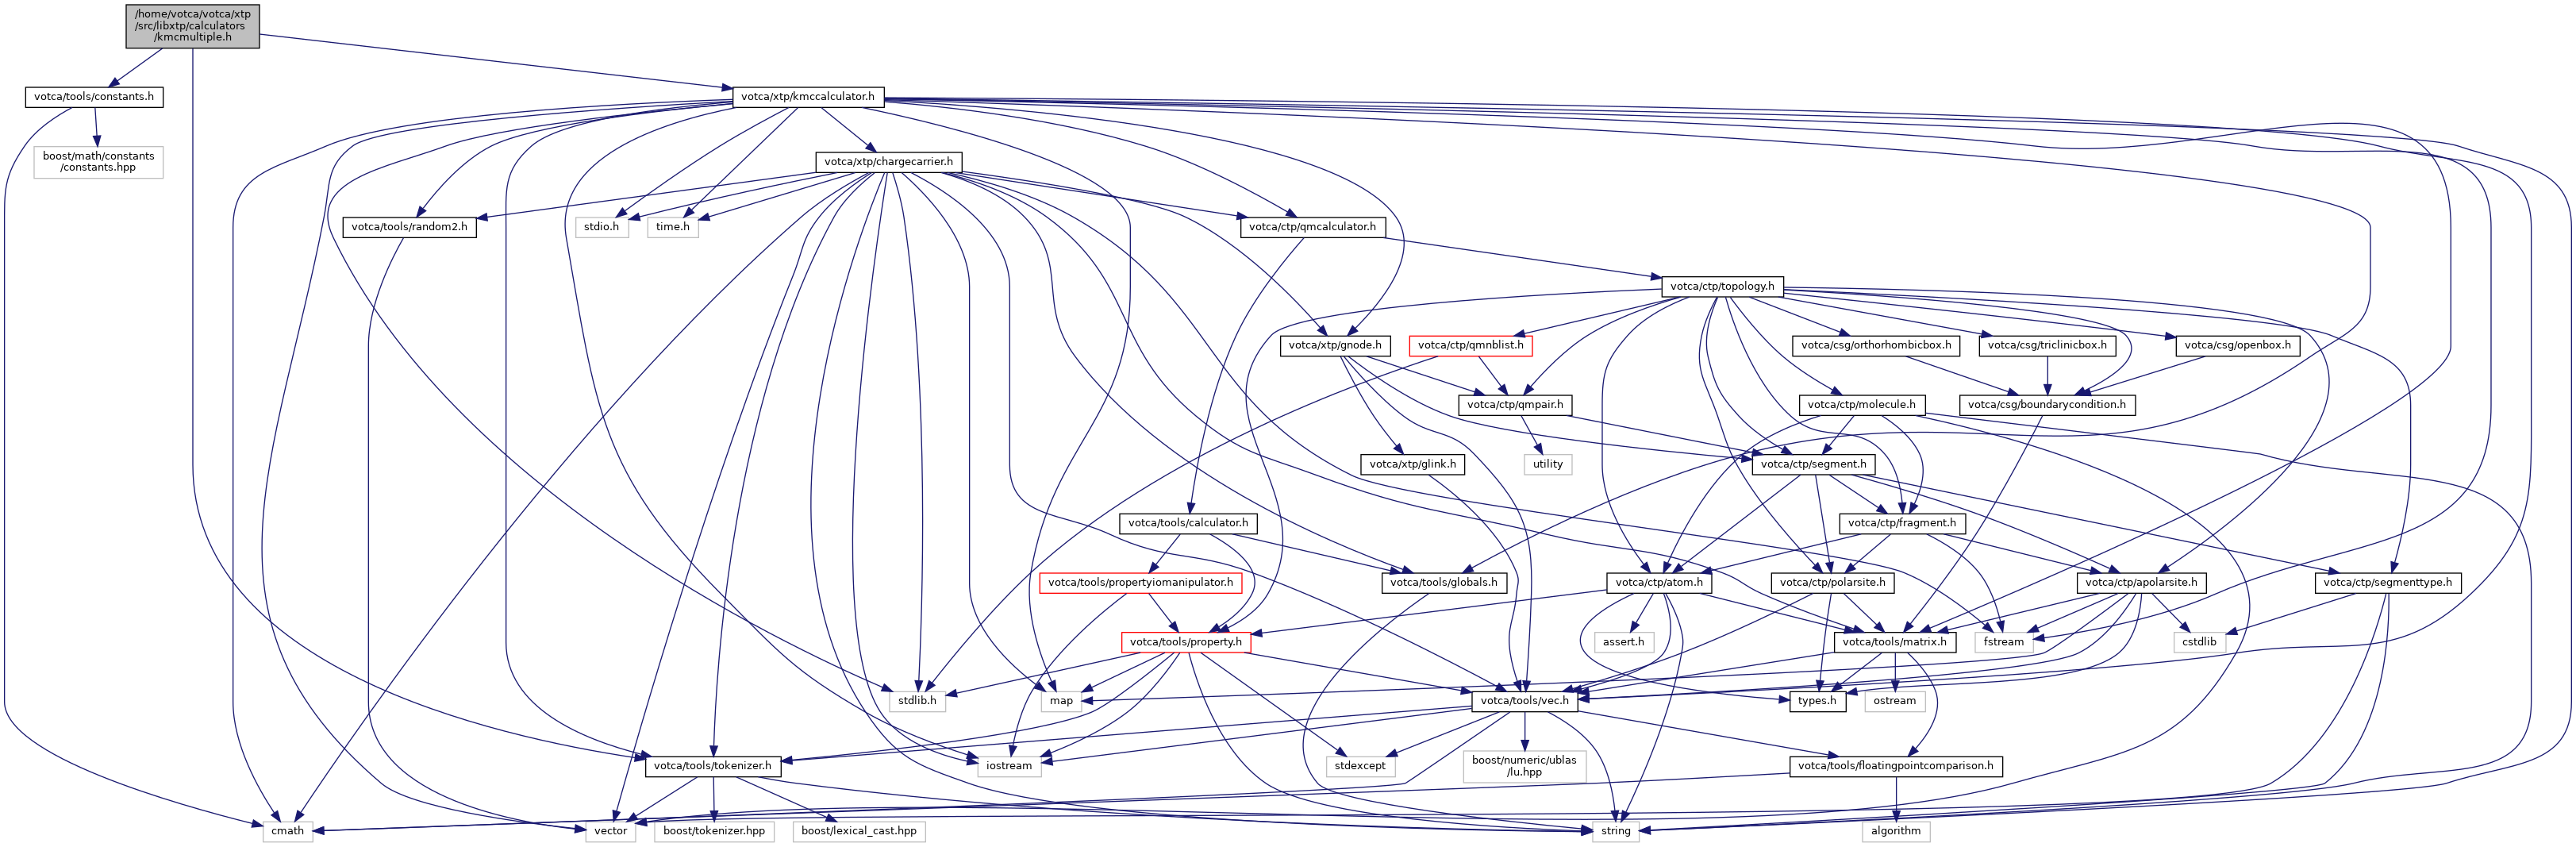 /home/votca/votca/xtp
/src/libxtp/calculators
/kmcmultiple.h
votca/tools/constants.h
votca/xtp/kmccalculator.h
boost/math/constants
/constants.hpp
votca/xtp/chargecarrier.h
votca/tools/random2.h
stdio.h
time.h
votca/ctp/qmcalculator.h
votca/ctp/topology.h
votca/xtp/gnode.h
votca/ctp/qmnblist.h
votca/csg/orthorhombicbox.h
votca/csg/triclinicbox.h
votca/csg/openbox.h
votca/ctp/qmpair.h
votca/ctp/molecule.h
votca/csg/boundarycondition.h
votca/xtp/glink.h
utility
votca/ctp/segment.h
votca/tools/calculator.h
votca/ctp/fragment.h
votca/tools/propertyiomanipulator.h
votca/tools/globals.h
votca/ctp/atom.h
votca/ctp/polarsite.h
votca/ctp/apolarsite.h
votca/ctp/segmenttype.h
votca/tools/property.h
assert.h
votca/tools/matrix.h
fstream
cstdlib
stdlib.h
map
votca/tools/vec.h
types.h
ostream
votca/tools/tokenizer.h
iostream
stdexcept
boost/numeric/ublas
/lu.hpp
votca/tools/floatingpointcomparison.h
cmath
vector
boost/tokenizer.hpp
boost/lexical_cast.hpp
string
algorithm